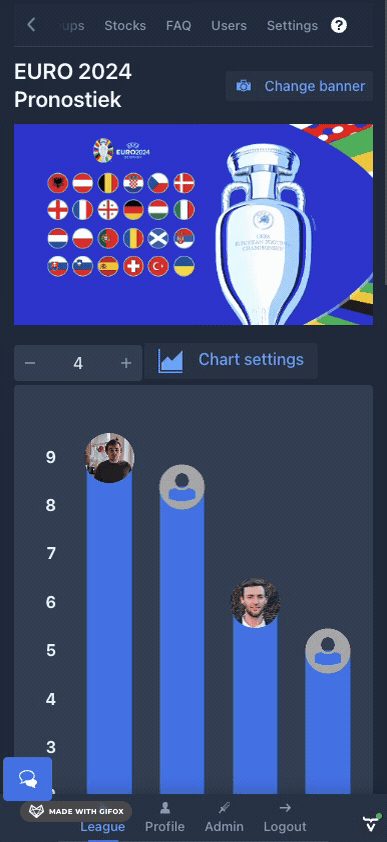 ups Stocks FAQ Users Settings ?
EURO 2024
Pronostiek
Change banner
UEFA
EURO2024
GERMANY
UEFA
EUROPEAN FOOTBALL
CHAMPIONSHIP
− 4 +
Chart settings
9
8
7
6
5
4
3
MADE WITH GIFOX
League Profile Admin Logout